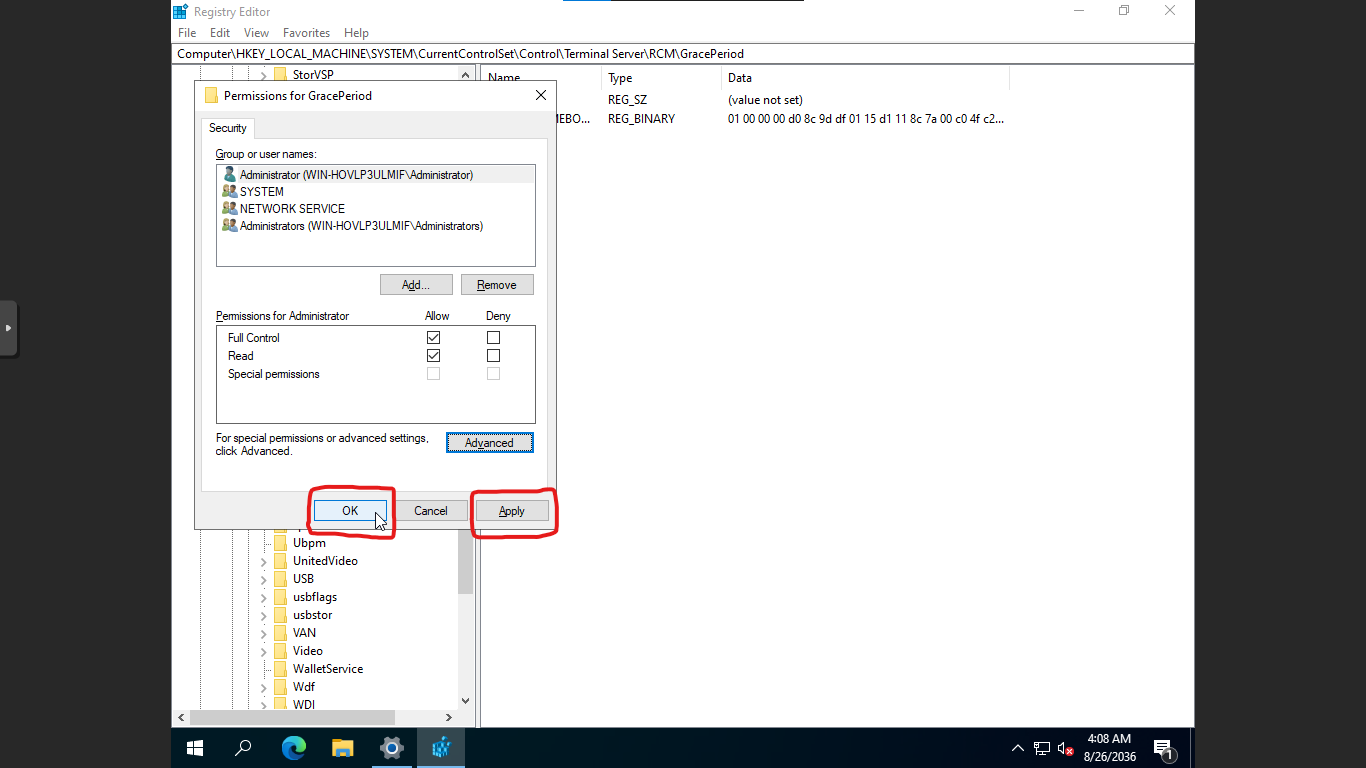 Registry Editor
File Edit View Favorites Help
Computer\HKEY_LOCAL_MACHINE\SYSTEM\CurrentControlSet\Control\Terminal Server\RCM\GracePeriod
StorVSP
Name Type Data
REG_SZ (value not set)
MEBO... REG_BINARY 01 00 00 00 d0 8c 9d df 01 15 d1 11 8c 7a 00 c0 4f c2...
Permissions for GracePeriod
Security
Group or user names:
Administrator (WIN-HOVLP3ULMIF\Administrator)
SYSTEM
NETWORK SERVICE
Administrators (WIN-HOVLP3ULMIF\Administrators)
Add... Remove
Permissions for Administrator Allow Deny
Full Control
Read
Special permissions
For special permissions or advanced settings,
click Advanced.
Advanced
OK Cancel Apply
Ubpm
UnitedVideo
USB
usbflags
usbstor
VAN
Video
WalletService
Wdf
WDI
4:08 AM
8/26/2036
1